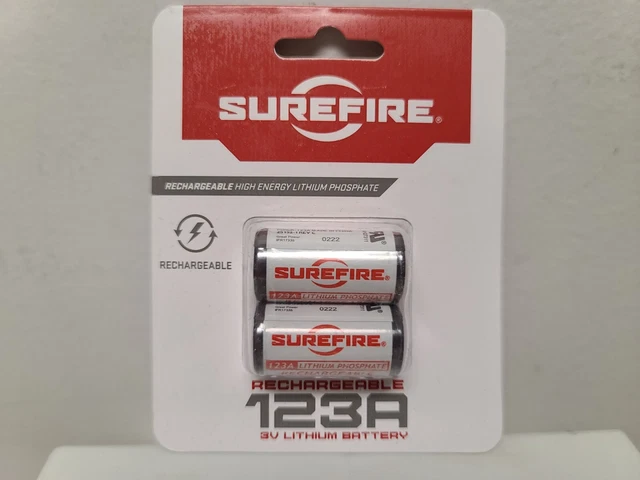 SUREFIRE®
RECHARGEABLE HIGH ENERGY LITHIUM PHOSPHATE
RECHARGEABLE
0222
SUREFIRE®
123A LITHIUM PHOSPHATE
0222
SUREFIRE®
123A LITHIUM PHOSPHATE
RECHARGEABLE
RECHARGEABLE
123A
3V LITHIUM BATTERY